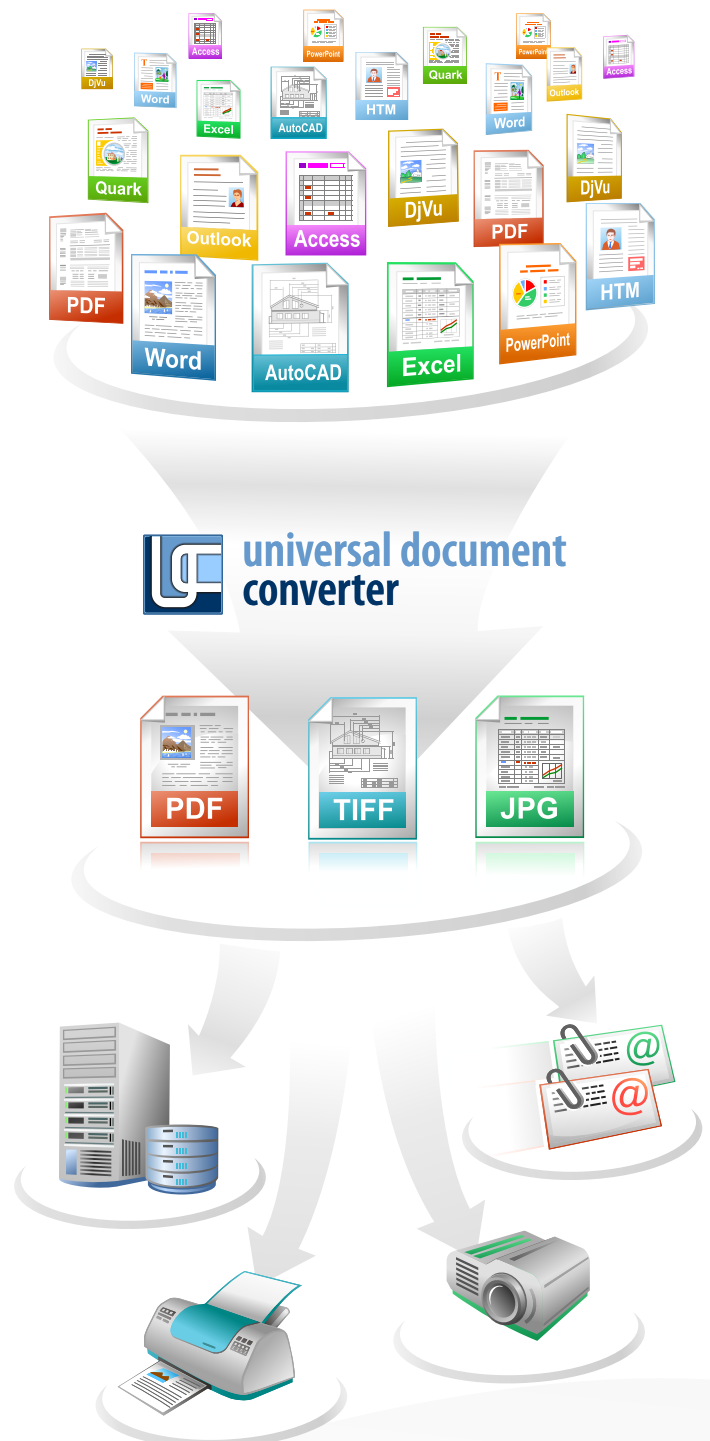 Access
PowerPoint
PowerPoint
Quark
Access
DjVu
Word
Excel
AutoCAD
HTM
Word
Outlook
Quark
Outlook
Access
DjVu
PDF
DjVu
PDF
Word
AutoCAD
Excel
PowerPoint
HTM
universal document
converter
PDF
TIFF
JPG
@
@